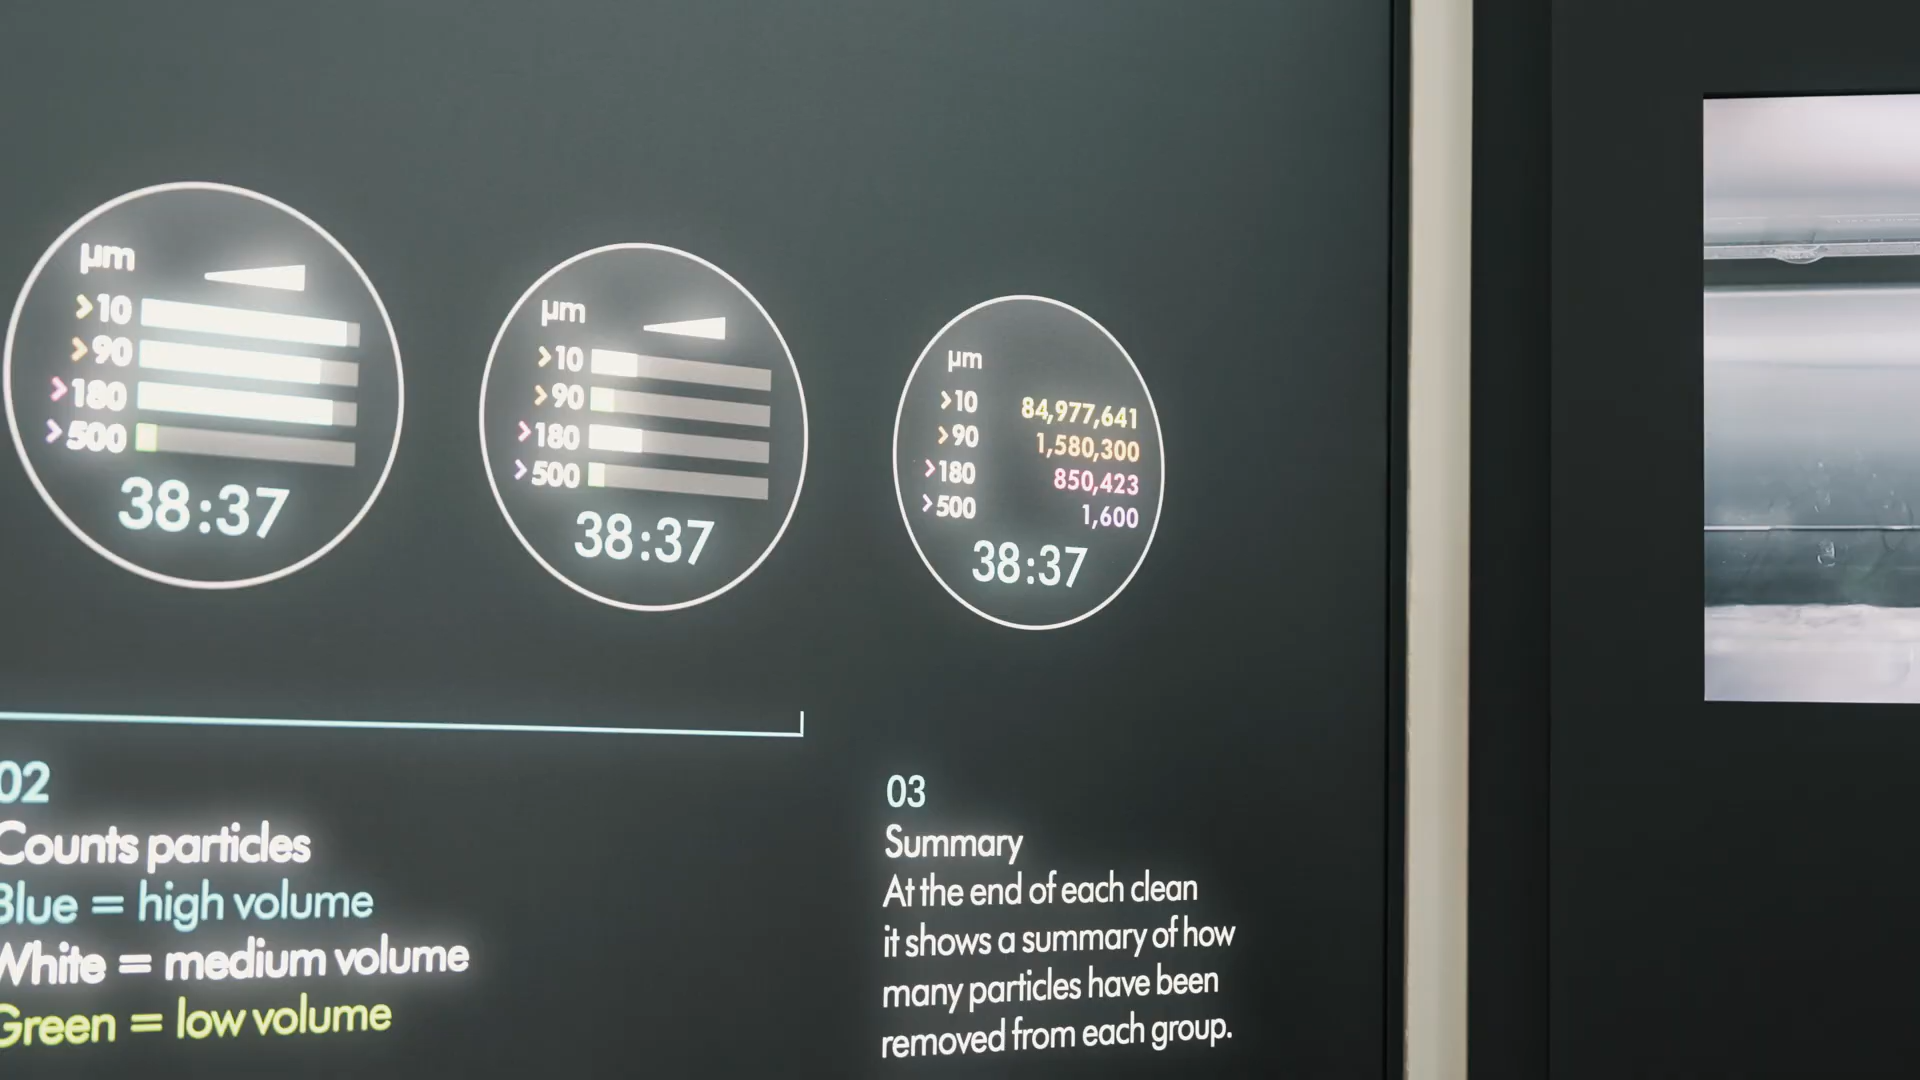 µm
>10
>90
>180
>500
38:37
µm
>10
>90
>180
>500
38:37
µm
>10 84,977,641
>90 1,580,300
>180 850,423
>500 1,600
38:37
02
Counts particles
Blue = high volume
White = medium volume
Green = low volume
03
Summary
At the end of each clean
it shows a summary of how
many particles have been
removed from each group.